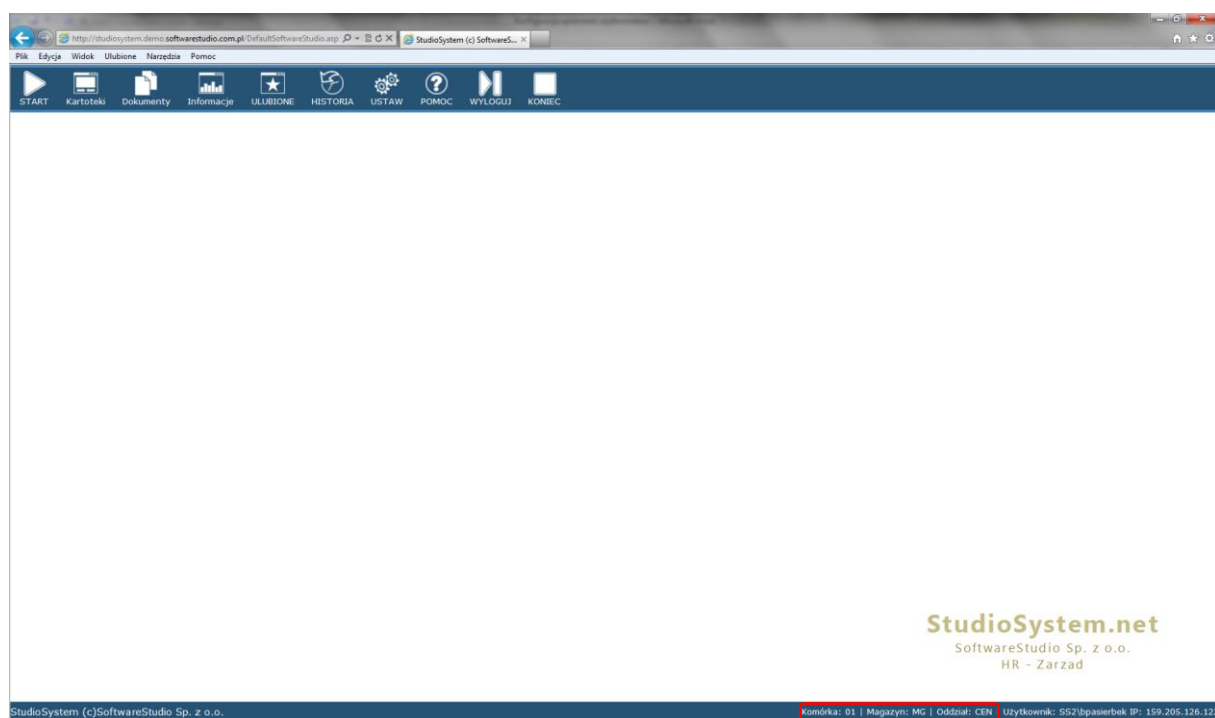 http://studiosystem.demo.softwarestudio.com.pl/DefaultSoftwareStudio.asp
StudioSystem (c) SoftwareS...
Plik Edycja Widok Ulubione Narzędzia Pomoc
START Kartoteki Dokumenty Informacje ULUBIONE HISTORIA USTAW POMOC WYLOGUJ KONIEC
StudioSystem.net
SoftwareStudio Sp. z o.o.
HR - Zarzad
StudioSystem (c)SoftwareStudio Sp. z o.o. Komórka: 01 | Magazyn: MG | Oddział: CEN Użytkownik: SS2\bpasierbek IP: 159.205.126.12